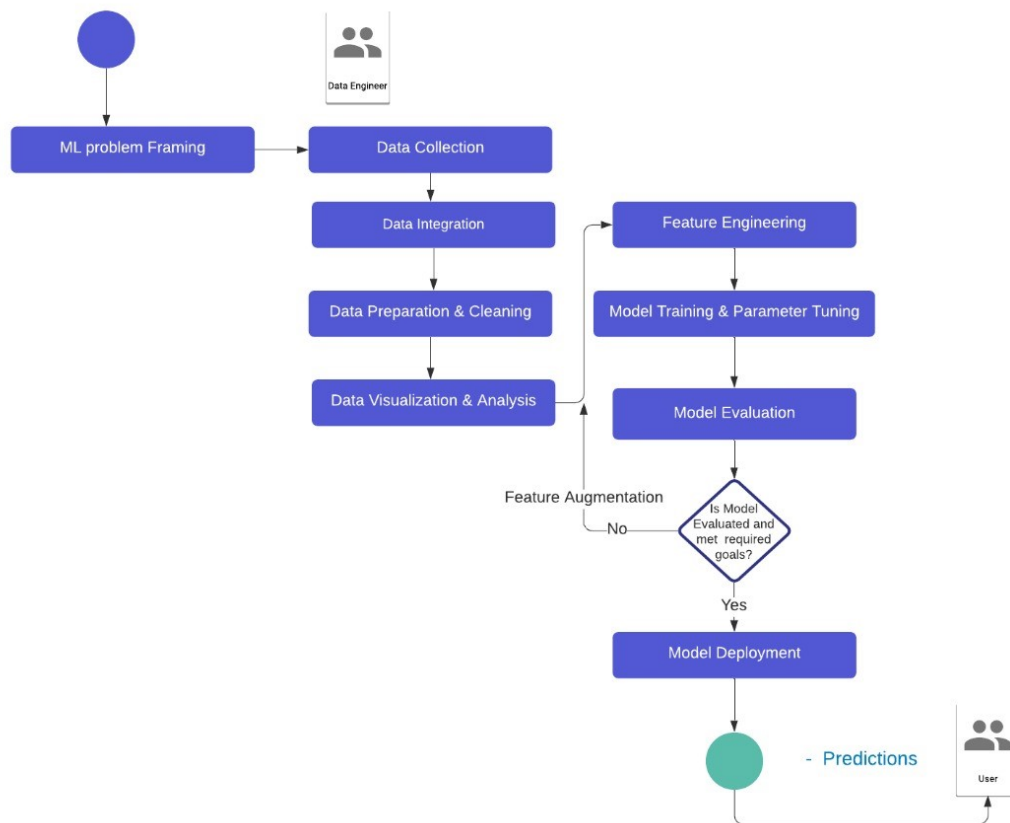 Data Engineer
ML problem Framing
Data Collection
Data Integration
Feature Engineering
Data Preparation & Cleaning
Model Training & Parameter Tuning
Data Visualization & Analysis
Model Evaluation
Feature Augmentation
No
Is Model
Evaluated and
met required
goals?
Yes
Model Deployment
- Predictions
User